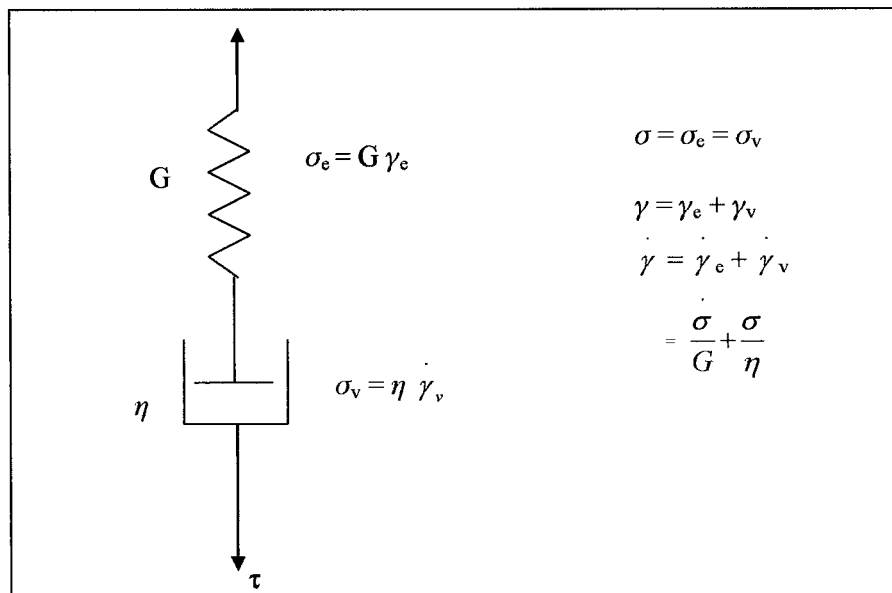 G
σₑ = G γₑ
η
σᵥ = η γ̇ᵥ
τ
σ = σₑ = σᵥ
γ = γₑ + γᵥ
γ̇ = γ̇ₑ + γ̇ᵥ
= σ̇/G + σ/η